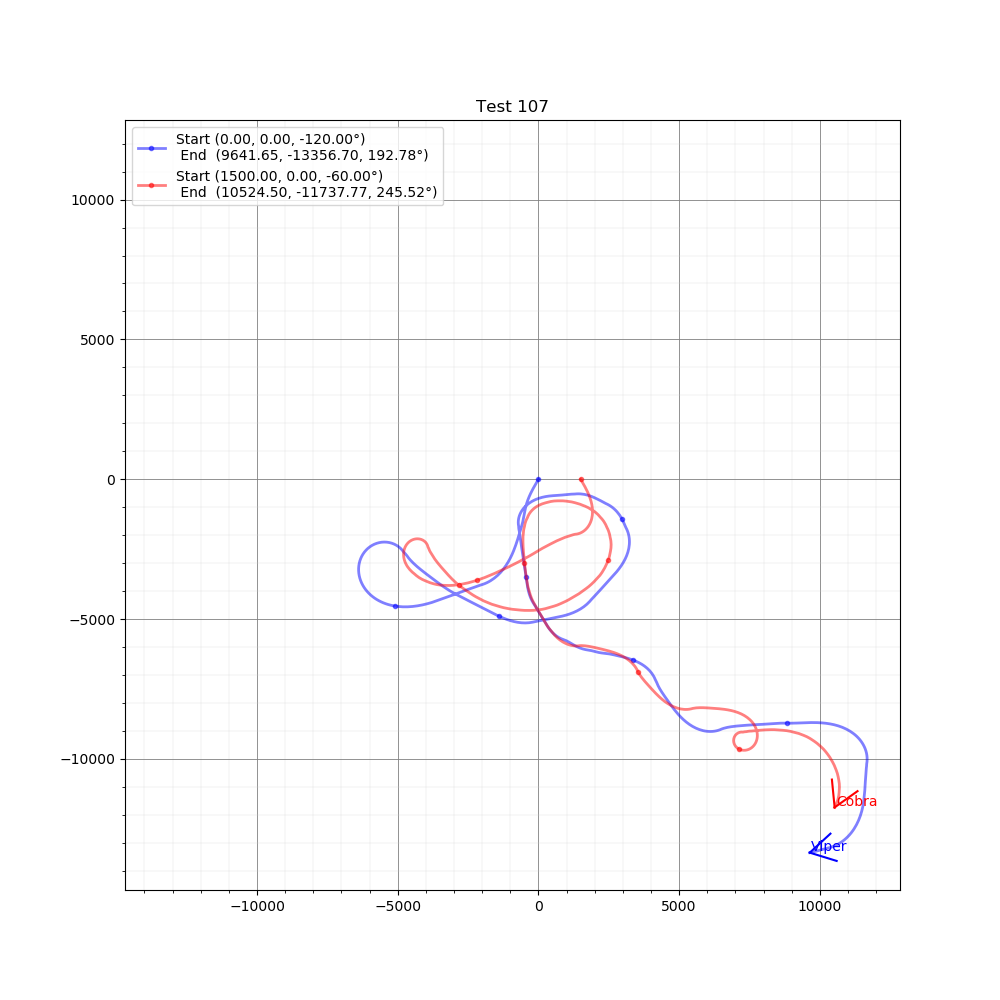 Test 107
Start (0.00, 0.00, -120.00°)
End  (9641.65, -13356.70, 192.78°)
Start (1500.00, 0.00, -60.00°)
End  (10524.50, -11737.77, 245.52°)
10000
5000
0
−5000
−10000
Cobra
Viper
−10000
−5000
0
5000
10000